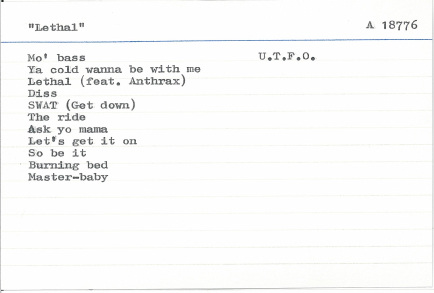 "Lethal" A 18776
Mo' bass U.T.F.O.
Ya cold wanna be with me
Lethal (feat. Anthrax)
Diss
SWAT (Get down)
The ride
Ask yo mama
Let's get it on
So be it
Burning bed
Master-baby